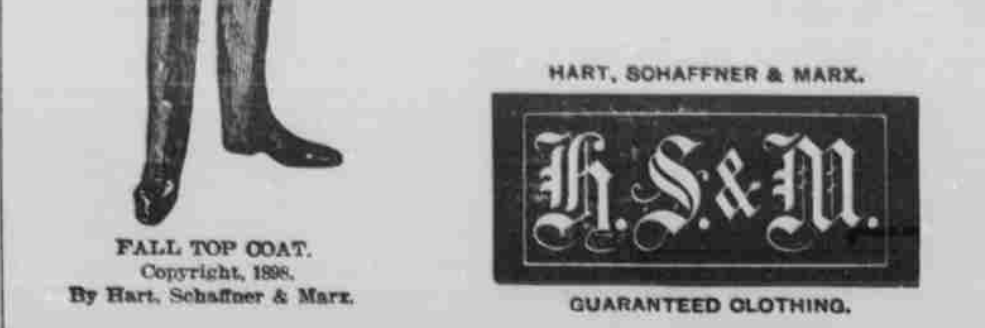 FALL TOP COAT.
Copyright, 1898.
By Hart, Schaffner & Marx.
HART, SCHAFFNER & MARX.
H. S. & M.
GUARANTEED CLOTHING.